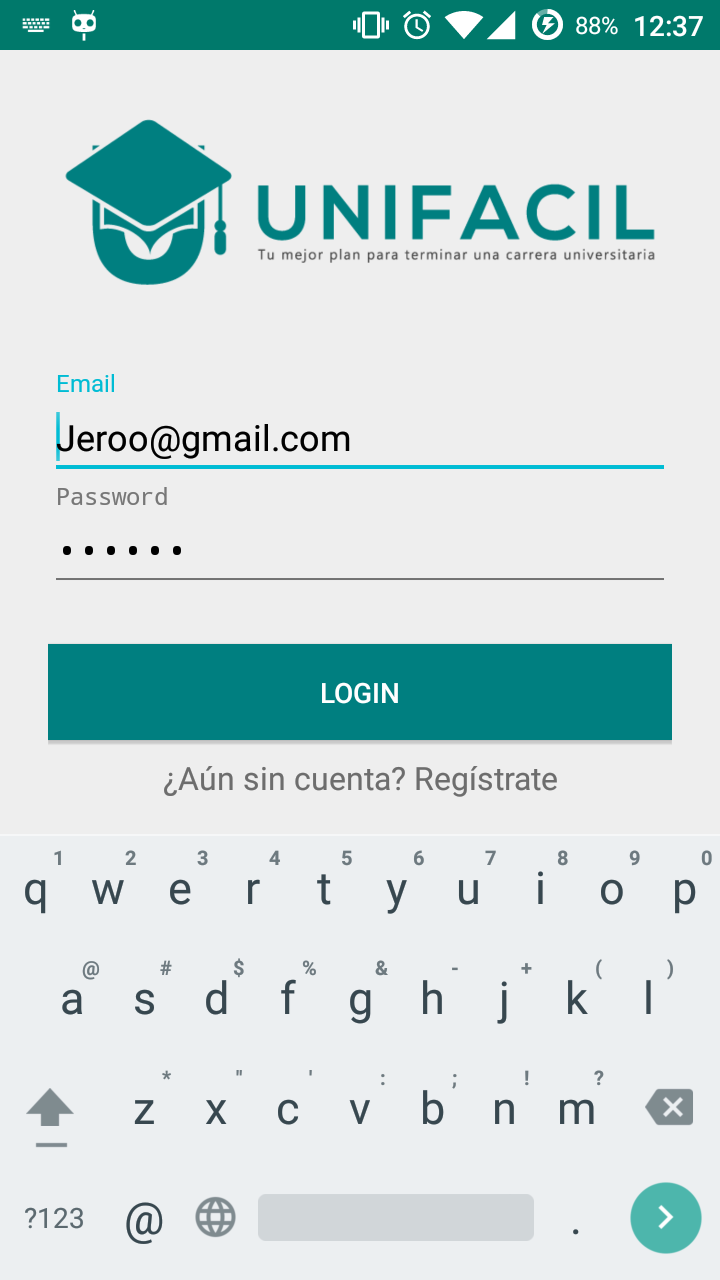 88% 12:37
UNIFACIL
Tu mejor plan para terminar una carrera universitaria
Email
Jeroo@gmail.com
Password
••••••
LOGIN
¿Aún sin cuenta? Regístrate
1 2 3 4 5 6 7 8 9 0
q w e r t y u i o p
@ # $ % & - + ( )
a s d f g h j k l
* " ' : ; ! ?
z x c v b n m
?123 @ .